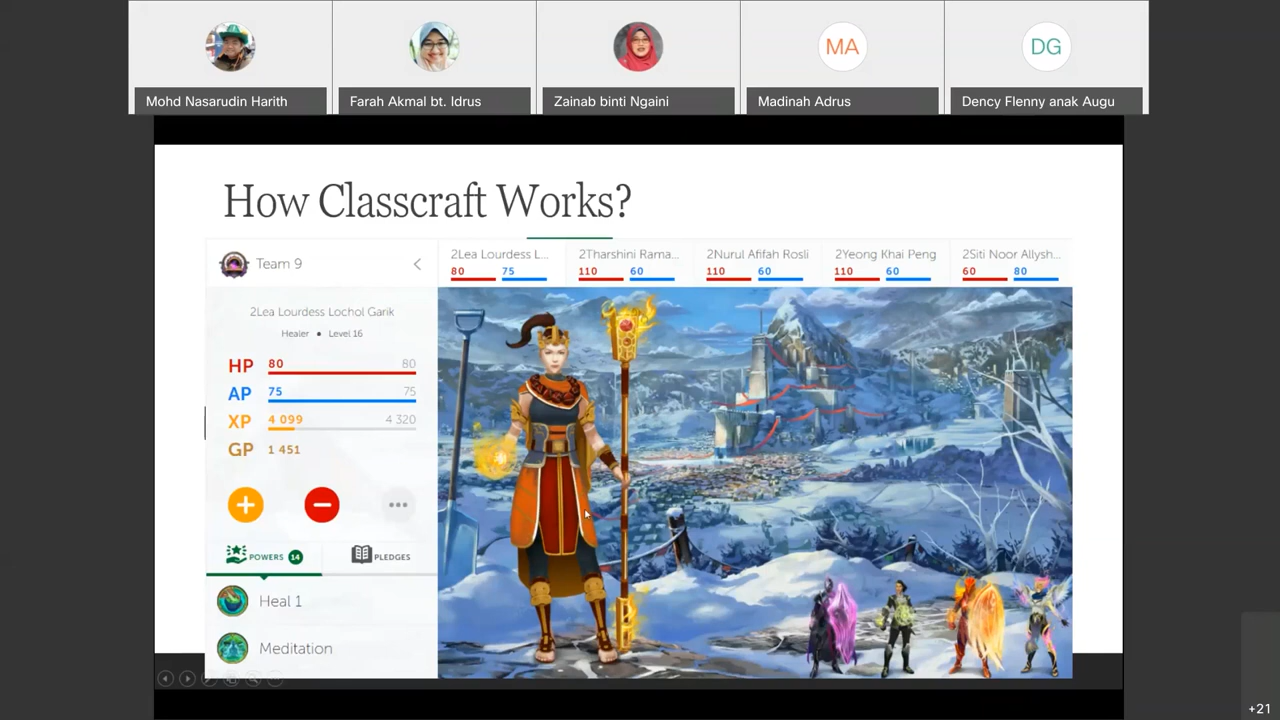 Mohd Nasarudin Harith
Farah Akmal bt. Idrus
Zainab binti Ngaini
MA
Madinah Adrus
DG
Dency Flenny anak Augu
How Classcraft Works?
Team 9
2Lea Lourdess L...
80 75
2Tharshini Rama...
110 60
2Nurul Afifah Rosli
110 60
2Yeong Khai Peng
110 60
2Siti Noor Allysh...
60 80
2Lea Lourdess Lochol Garik
Healer • Level 16
HP 80 80
AP 75 75
XP 4 099 4 320
GP 1 451
POWERS 14
PLEDGES
Heal 1
Meditation
+21